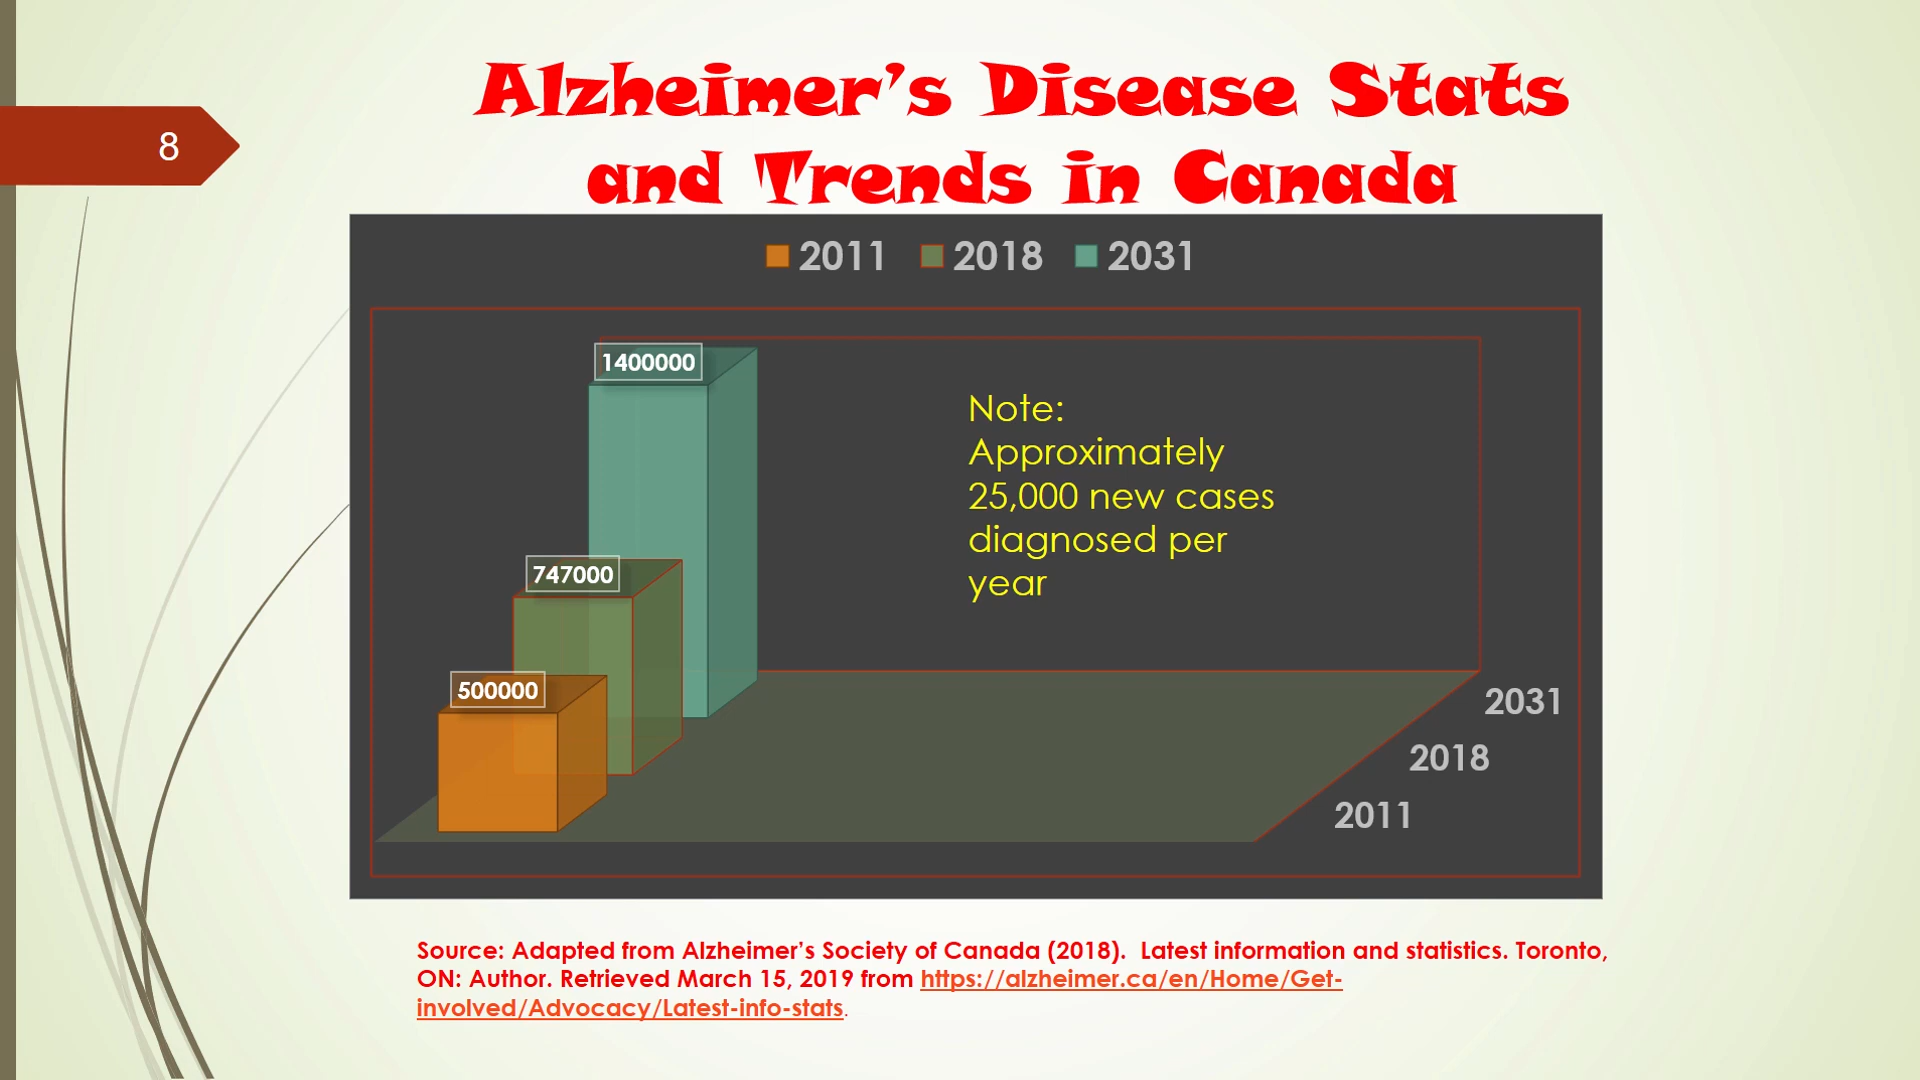 8
Alzheimer’s Disease Stats
and Trends in Canada
2011 2018 2031
1400000
747000
500000
Note:
Approximately
25,000 new cases
diagnosed per
year
2031
2018
2011
Source: Adapted from Alzheimer’s Society of Canada (2018).  Latest information and statistics. Toronto,
ON: Author. Retrieved March 15, 2019 from https://alzheimer.ca/en/Home/Get-
involved/Advocacy/Latest-info-stats.